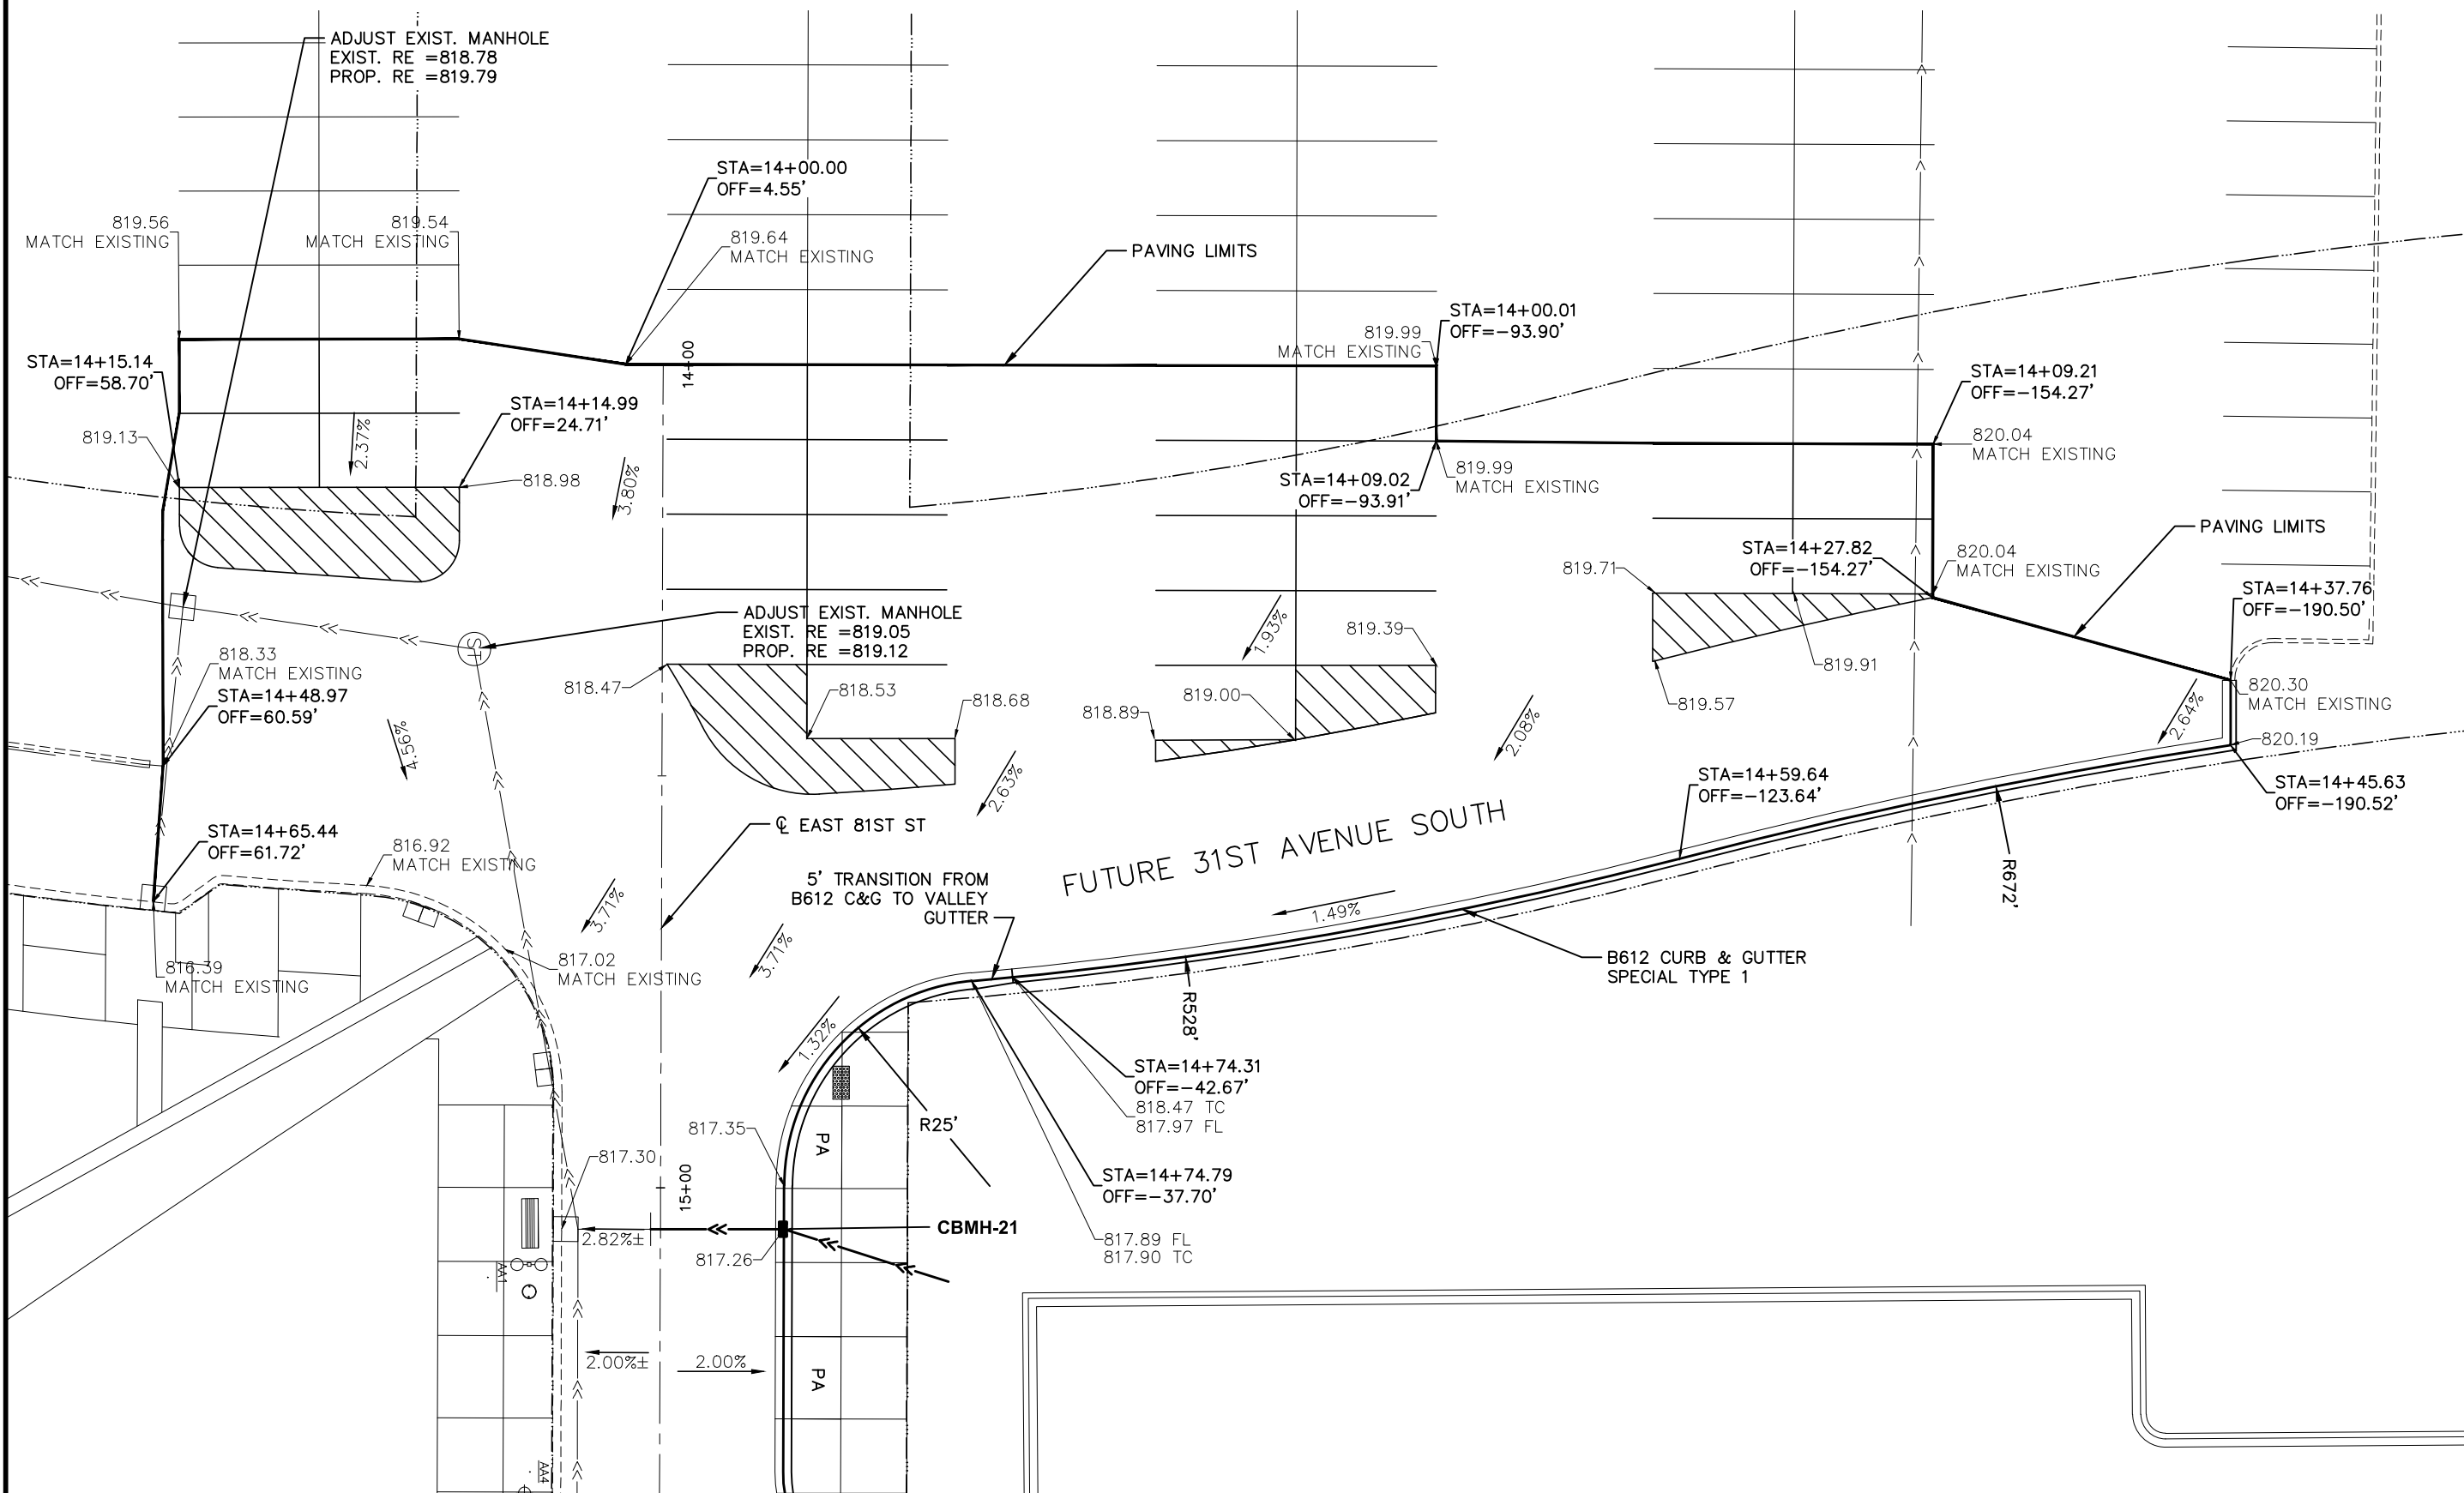 ADJUST EXIST. MANHOLE
EXIST. RE =818.78
PROP. RE =819.79
STA=14+00.00
OFF=4.55'
819.56
MATCH EXISTING
819.54
MATCH EXISTING
819.64
MATCH EXISTING
PAVING LIMITS
STA=14+00.01
OFF=-93.90'
819.99
MATCH EXISTING
14+00
STA=14+15.14
OFF=58.70'
STA=14+09.21
OFF=-154.27'
STA=14+14.99
OFF=24.71'
819.13
2.37%
820.04
MATCH EXISTING
819.99
MATCH EXISTING
818.98
3.80%
STA=14+09.02
OFF=-93.91'
PAVING LIMITS
STA=14+27.82
OFF=-154.27'
820.04
MATCH EXISTING
819.71
STA=14+37.76
OFF=-190.50'
ADJUST EXIST. MANHOLE
EXIST. RE =819.05
PROP. RE =819.12
ST
1.93%
819.39
818.33
MATCH EXISTING
STA=14+48.97
OFF=60.59'
819.91
818.47
818.53
818.68
818.89
819.00
819.57
820.30
MATCH EXISTING
2.64%
820.19
4.56%
2.08%
2.63%
STA=14+59.64
OFF=-123.64'
STA=14+45.63
OFF=-190.52'
℄ EAST 81ST ST
STA=14+65.44
OFF=61.72'
816.92
MATCH EXISTING
FUTURE 31ST AVENUE SOUTH
R672'
5' TRANSITION FROM
B612 C&G TO VALLEY
GUTTER
3.71%
1.49%
3.71%
816.39
MATCH EXISTING
817.02
MATCH EXISTING
B612 CURB & GUTTER
SPECIAL TYPE 1
R528'
1.32%
STA=14+74.31
OFF=-42.67'
818.47 TC
817.97 FL
R25'
817.35
PA
817.30
STA=14+74.79
OFF=-37.70'
15+00
CBMH-21
2.82%±
817.26
817.89 FL
817.90 TC
AA1
2.00%±
2.00%
PA
AA4